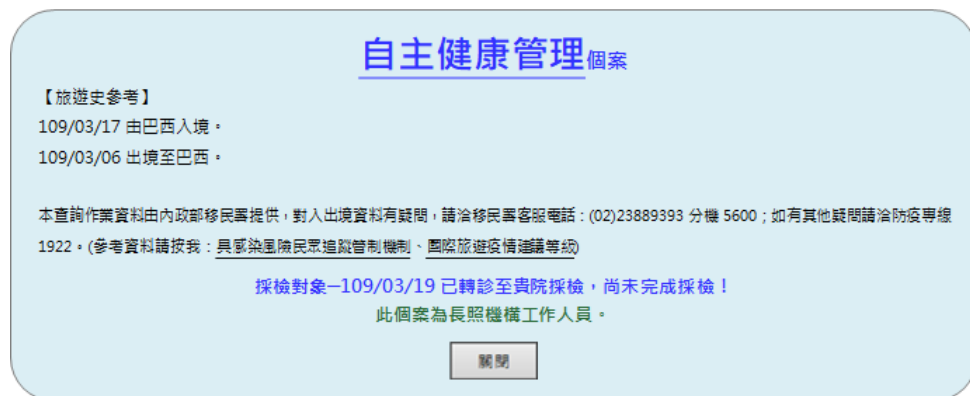 自主健康管理個案
【旅遊史參考】
109/03/17 由巴西入境。
109/03/06 出境至巴西。
本查詢作業資料由內政部移民署提供，對入出境資料有疑問，請洽移民署客服電話：(02)23889393 分機 5600；如有其他疑問請洽防疫專線
1922。(參考資料請按我：具感染風險民眾追蹤管制機制、國際旅遊疫情建議等級)
採檢對象─109/03/19 已轉診至貴院採檢，尚未完成採檢！
此個案為長照機構工作人員。
關閉